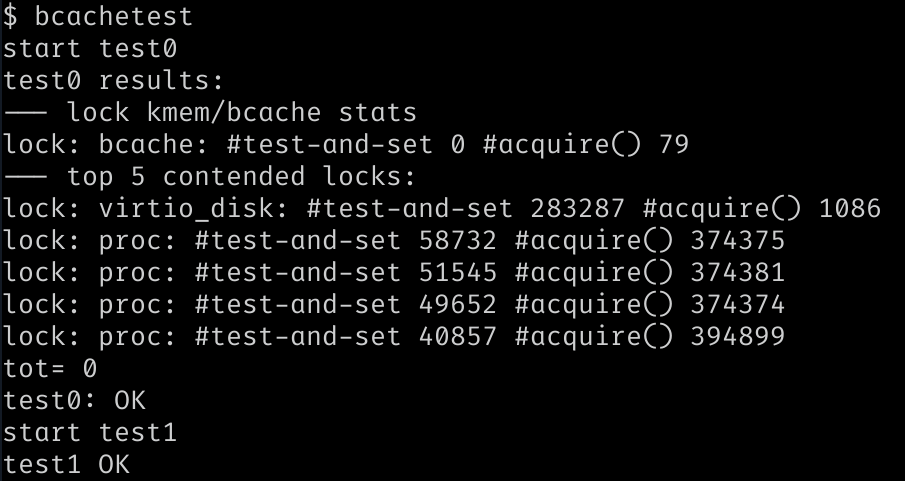 $ bcachetest
start test0
test0 results:
--- lock kmem/bcache stats
lock: bcache: #test-and-set 0 #acquire() 79
--- top 5 contended locks:
lock: virtio_disk: #test-and-set 283287 #acquire() 1086
lock: proc: #test-and-set 58732 #acquire() 374375
lock: proc: #test-and-set 51545 #acquire() 374381
lock: proc: #test-and-set 49652 #acquire() 374374
lock: proc: #test-and-set 40857 #acquire() 394899
tot= 0
test0: OK
start test1
test1 OK